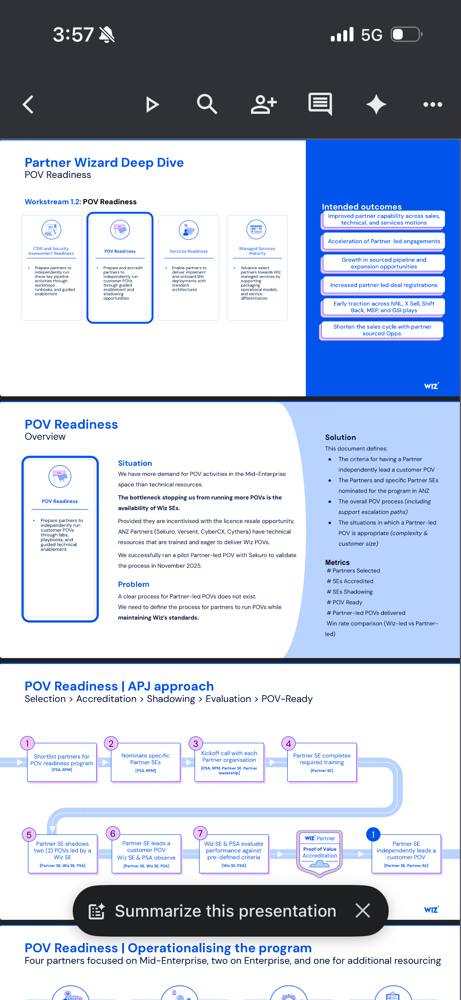 3:57
5G
Partner Wizard Deep Dive
POV Readiness
Workstream 1.2: POV Readiness
CSW and Security
Assessment Readiness
• Prepare partners to
independently run
these key pipeline
activities through
workshops ,
runbooks, and guided
enablement.
POV Readiness
• Prepare and accredit
partners to
independently run
customer POVs
through guided
enablement and
shadowing
opportunities
Services Readiness
• Enable partners to
deliver implement
and onboard Wiz
deployments with
standard
architectures
Managed Services
Maturity
• Advance select
partners towards Wiz
managed services by
supporting
packaging,
operational models,
and service
differentiation.
Intended outcomes
Improved partner capability across sales,
technical, and services motions
Acceleration of Partner led engagements
Growth in sourced pipeline and
expansion opportunities
Increased partner led deal registrations
Early traction across NNL, X Sell, Shift
Back, MSP, and GSI plays
Shorten the sales cycle with partner
sourced Opps.
WIZ
POV Readiness
Overview
GO
POV Readiness
• Prepare partners to
independently run
customer POVs
through labs,
playbooks, and
guided technical
enablement.
Situation
We have more demand for POV activities in the Mid-Enterprise
space than technical resources.
The bottleneck stopping us from running more POVs is the
availability of Wiz SEs.
Provided they are incentivised with the licence resale opportunity,
ANZ Partners (Sekuro, Versent, CyberCX, Cythera) have technical
resources that are trained and eager to deliver WIz POVs.
We successfully ran a pilot Partner-led POV with Sekuro to validate
the process in November 2025.
Problem
A clear process for Partner-led POVs does not exist.
We need to define the process for partners to run POVs while
maintaining Wiz's standards.
Solution
This document defines:
● The criteria for having a Partner
independently lead a customer POV
● The Partners and specific Partner SEs
nominated for the program in ANZ
● The overall POV process (including
support escalation paths)
● The situations in which a Partner-led
POV is appropriate (complexity &
customer size)
Metrics
# Partners Selected
# SEs Accredited
# SEs Shadowing
# POV Ready
# Partner-led POVs delivered
Win rate comparison (Wiz-led vs Partner-
led)
POV Readiness | APJ approach
Selection > Accreditation > Shadowing > Evaluation > POV-Ready
1
Shortlist partners for
POV readiness program
[PSA, RPM]
2
Nominate specific
Partner SEs
[PSA, RPM]
3
Kickoff call with each
Partner organisation
[PSA, RPM, Partner SE, Partner
leadership]
4
Partner SE completes
required training
[Partner SE]
5
Partner SE shadows
two (2) POVs led by a
Wiz SE
[Partner SE, Wiz SE, PSA]
6
Partner SE leads a
customer POV
Wiz SE & PSA observe
[Partner SE, Wiz SE, PSA]
7
Wiz SE & PSA evaluate
performance against
pre-defined criteria
[Wiz SE, PSA]
WIZ Partner
Proof of Value
Accreditation
1
Partner SE
independently leads a
customer POV
[Partner SE, Partner AE]
Summarize this presentation
WIZ
POV Readiness | Operationalising the program
Four partners focused on Mid-Enterprise, two on Enterprise, and one for additional resourcing